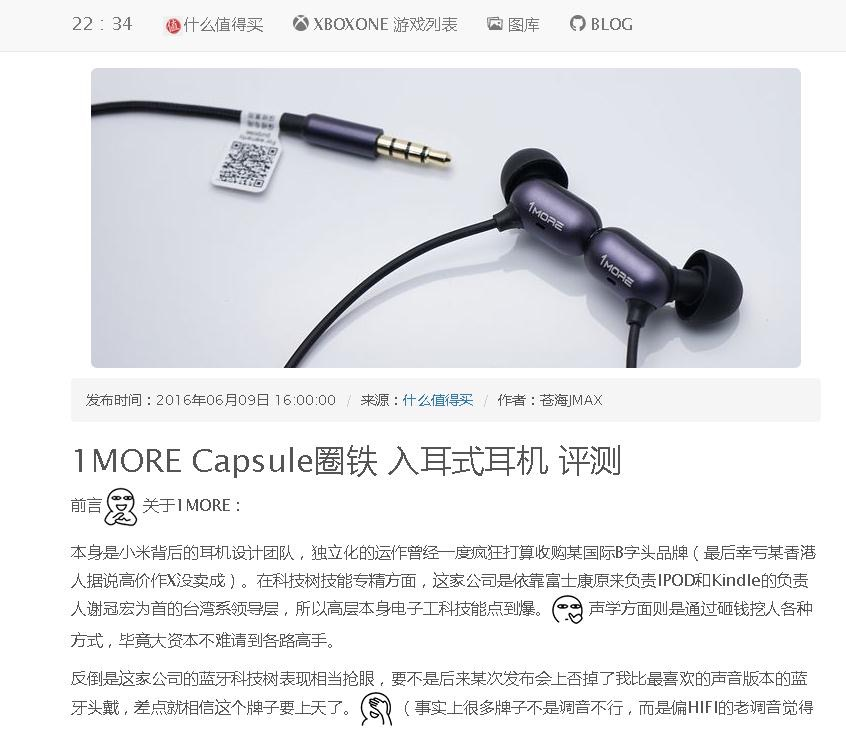 22：34 什么值得买 XBOXONE 游戏列表 图库 BLOG
For warranty
purposes
1MORE
1MORE
发布时间：2016年06月09日 16:00:00 / 来源：什么值得买 / 作者：苍海JMAX
1MORE Capsule圈铁 入耳式耳机 评测
前言 关于1MORE：
本身是小米背后的耳机设计团队，独立化的运作曾经一度疯狂打算收购某国际B字头品牌（最后幸亏某香港
人据说高价作X没卖成）。在科技树技能专精方面，这家公司是依靠富士康原来负责IPOD和Kindle的负责
人谢冠宏为首的台湾系领导层，所以高层本身电子工科技能点到爆。 声学方面则是通过砸钱挖人各种
方式，毕竟大资本不难请到各路高手。
反倒是这家公司的蓝牙科技树表现相当抢眼，要不是后来某次发布会上否掉了我比最喜欢的声音版本的蓝
牙头戴，差点就相信这个牌子要上天了。 （事实上很多牌子不是调音不行，而是偏HIFI的老调音觉得